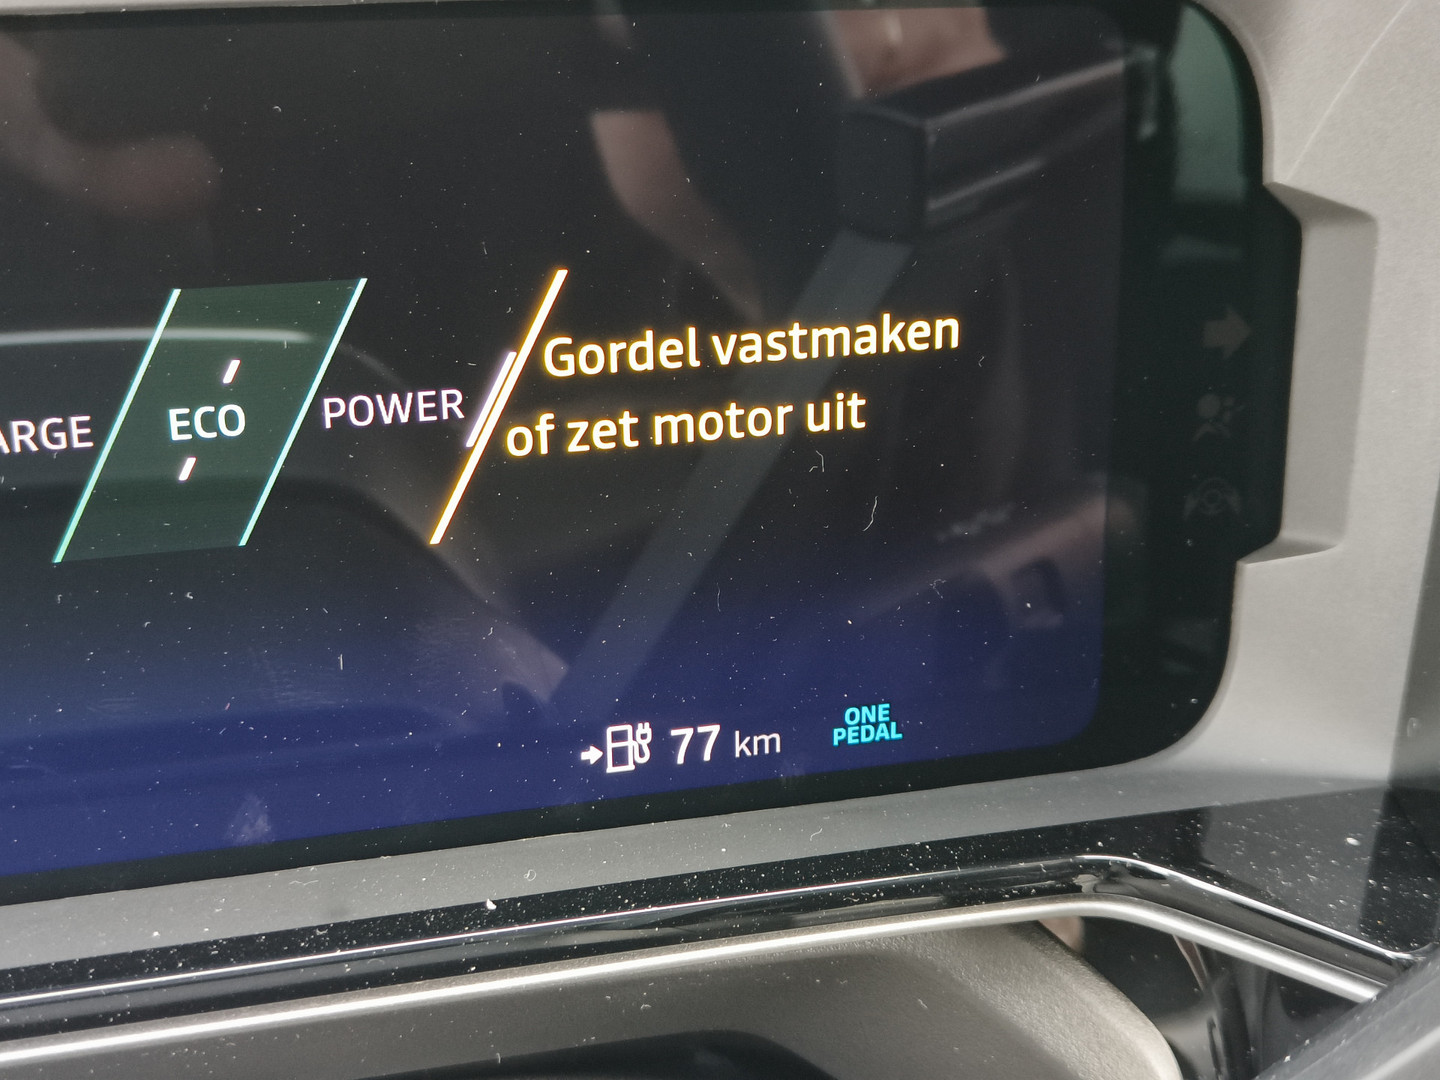 Gordel vastmaken
of zet motor uit
ARGE
ECO
POWER
77 km
ONE
PEDAL